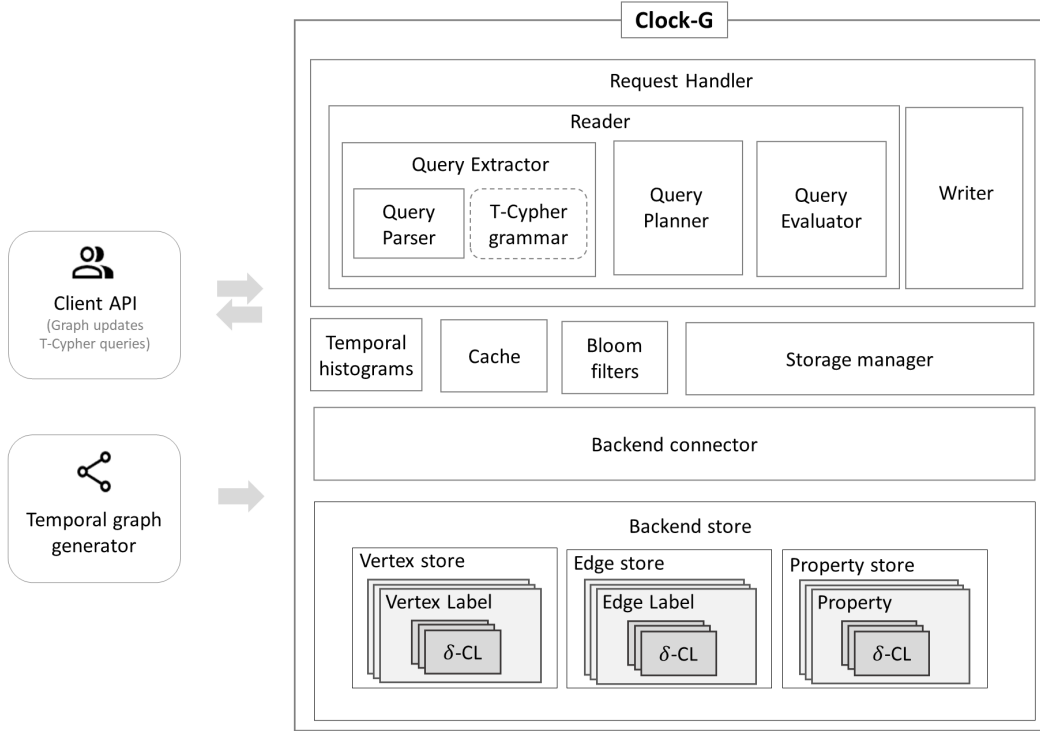 Clock-G
Request Handler
Reader
Query Extractor
Query
Parser
T-Cypher
grammar
Query
Planner
Query
Evaluator
Writer
Client API
(Graph updates
T-Cypher queries)
Temporal
histograms
Cache
Bloom
filters
Storage manager
Backend connector
Temporal graph
generator
Backend store
Vertex store
Vertex Label
δ-CL
Edge store
Edge Label
δ-CL
Property store
Property
δ-CL